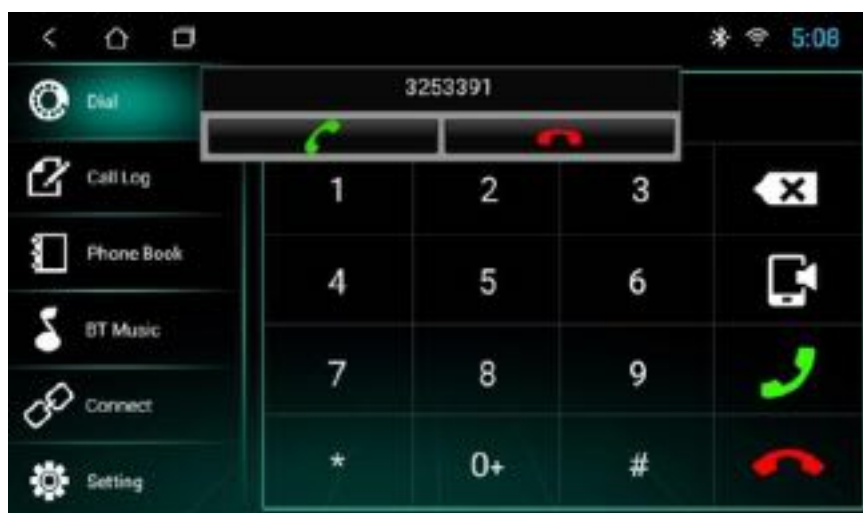 5:08
3253391
Dial
Call Log
Phone Book
BT Music
Connect
Setting
1 2 3
4 5 6
7 8 9
* 0+ #